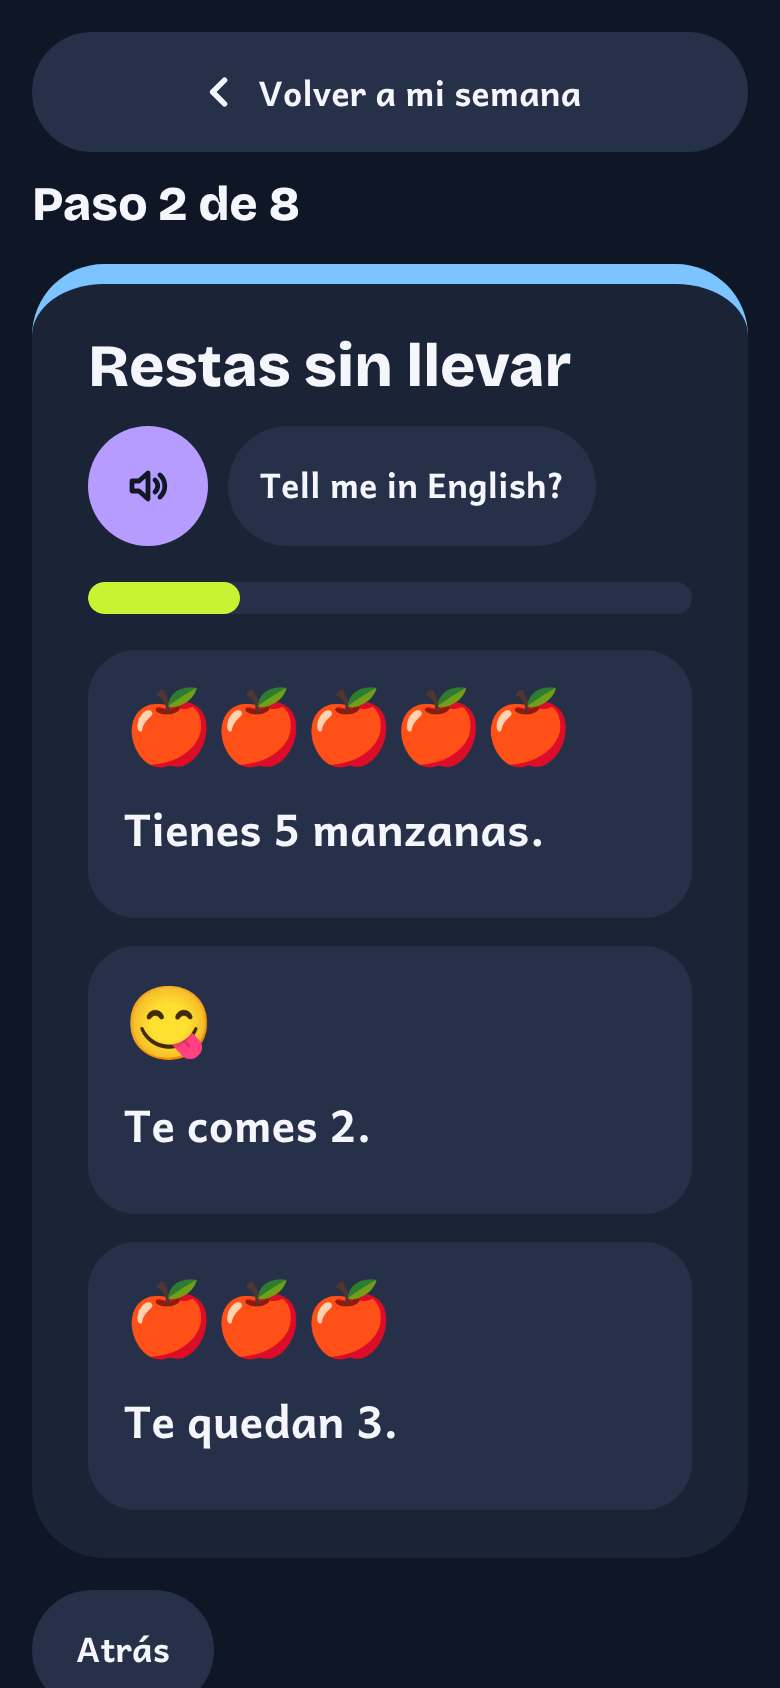 Volver a mi semana
Paso 2 de 8
Restas sin llevar
Tell me in English?
Tienes 5 manzanas.
Te comes 2.
Te quedan 3.
Atrás